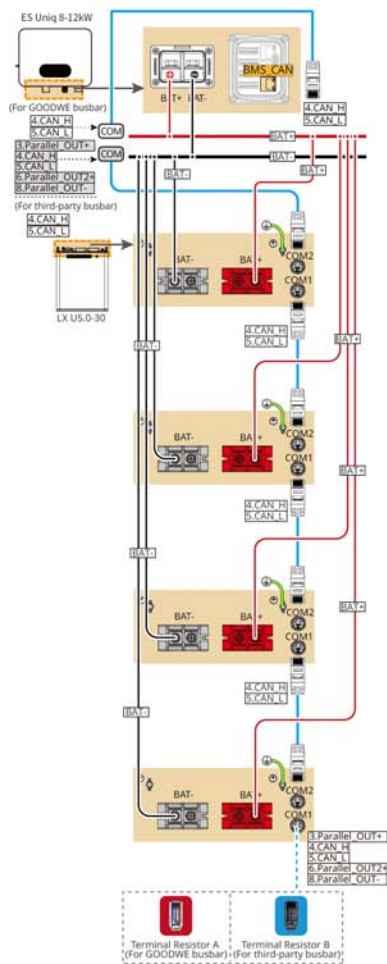 ES Uniq 8-12kW
BMS_CAN
BAT+ BAT-
(For GOODWE busbar)
4.CAN_H
5.CAN_L
4.CAN_H
5.CAN_L
COM
BAT+
3.Parallel_OUT+
4.CAN_H
5.CAN_L
6.Parallel_OUT2+
8.Parallel_OUT-
COM
BAT-
BAT-
BAT+
(For third-party busbar)
4.CAN_H
5.CAN_L
LX U5.0-30
BAT-
BAT+
COM2
COM1
4.CAN_H
5.CAN_L
BAT+
BAT-
BAT-
BAT+
COM2
COM1
4.CAN_H
5.CAN_L
BAT+
BAT-
BAT-
BAT+
COM2
COM1
4.CAN_H
5.CAN_L
BAT+
BAT-
BAT-
BAT+
COM2
COM1
3.Parallel_OUT+
4.CAN_H
5.CAN_L
6.Parallel_OUT2+
8.Parallel_OUT-
Terminal Resistor A
(For GOODWE busbar)
Terminal Resistor B
(For third-party busbar)